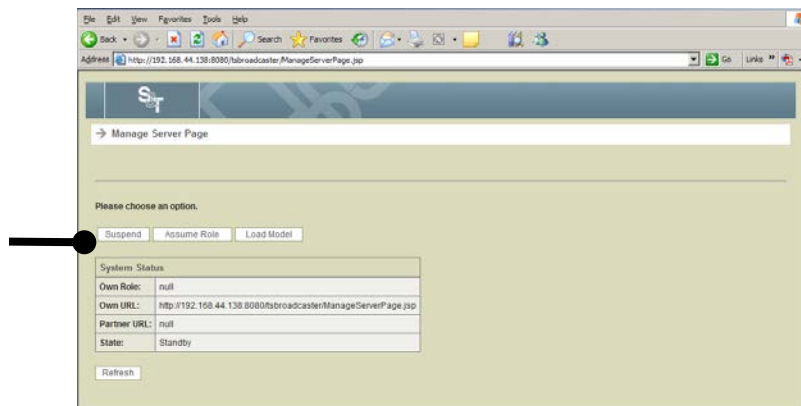 File Edit View Favorites Tools Help
Back Search Favorites
Address http://192.168.44.138:8080/tsbroadcaster/ManageServerPage.jsp Go Links »
S&T
→ Manage Server Page
Please choose an option.
Suspend Assume Role Load Model
System Status
Own Role: null
Own URL: http://192.168.44.138:8080/tsbroadcaster/ManageServerPage.jsp
Partner URL: null
State: Standby
Refresh